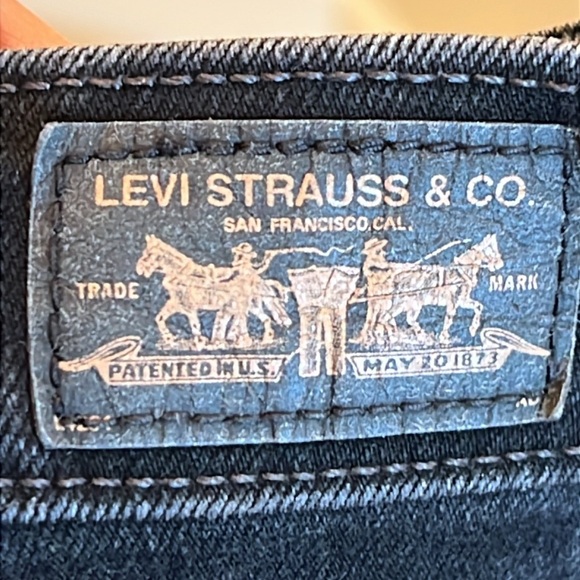 LEVI STRAUSS & CO.
SAN FRANCISCO, CAL.
TRADE MARK
PATENTED IN U.S. MAY 20 1873